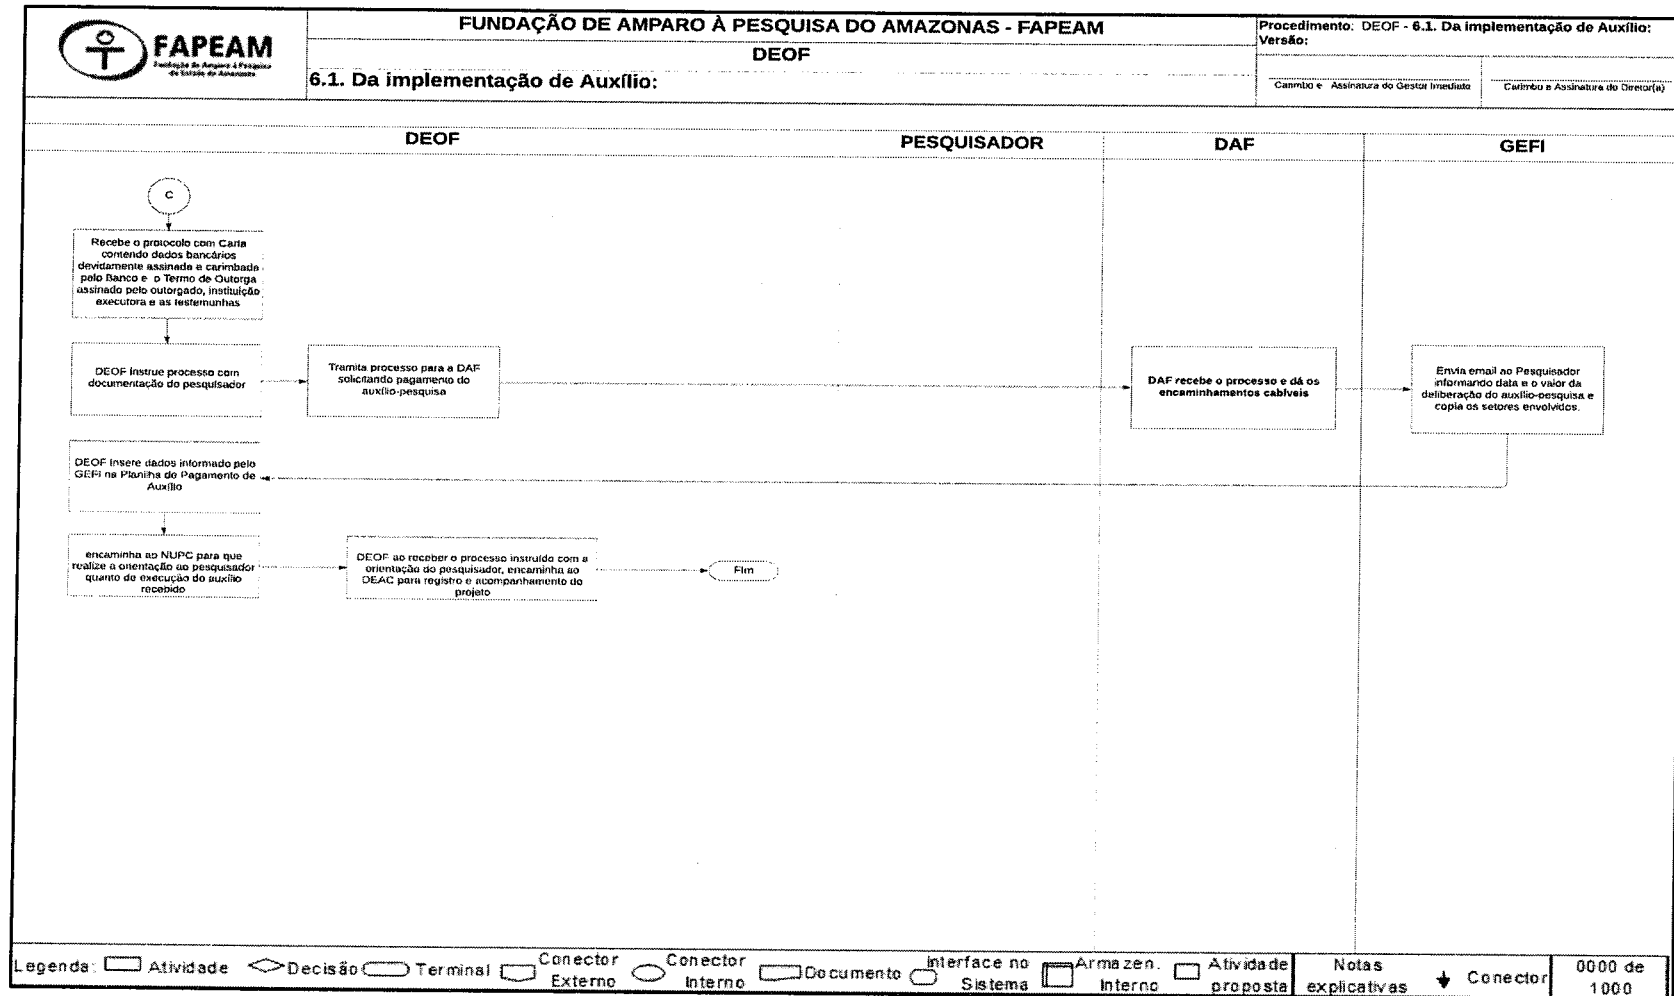 FAPEAM
Fundação de Amparo à Pesquisa
do Estado do Amazonas
FUNDAÇÃO DE AMPARO À PESQUISA DO AMAZONAS - FAPEAM
DEOF
6.1. Da implementação de Auxílio:
Procedimento: DEOF - 6.1. Da implementação de Auxílio:
Versão:
Carimbo e Assinatura do Gestor Imediato
Carimbo e Assinatura do Diretor(a)
DEOF
PESQUISADOR
DAF
GEFI
C
Recebe o protocolo com Carta
contendo dados bancários
devidamente assinada e carimbada
pelo Banco e o Termo de Outorga
assinado pelo outorgado, instituição
executora e as testemunhas
DEOF instrue processo com
documentação do pesquisador
Tramita processo para a DAF
solicitando pagamento do
auxílio-pesquisa
DAF recebe o processo e dá os
encaminhamentos cabíveis
Envia email ao Pesquisador
informando data e o valor da
deliberação do auxílio-pesquisa e
copia os setores envolvidos.
DEOF insere dados informado pelo
GEFI na Planilha do Pagamento de
Auxílio
encaminha ao NUPC para que
realize a orientação ao pesquisador
quanto de execução do auxílio
recebido
DEOF ao receber o processo instruído com a
orientação do pesquisador, encaminha ao
DEAC para registro e acompanhamento do
projeto
Fim
Legenda:
Atividade
Decisão
Terminal
Conector
Externo
Conector
Interno
Documento
Interface no
Sistema
Armazen.
Interno
Atividade
proposta
Notas
explicativas
Conector
0000 de
1000